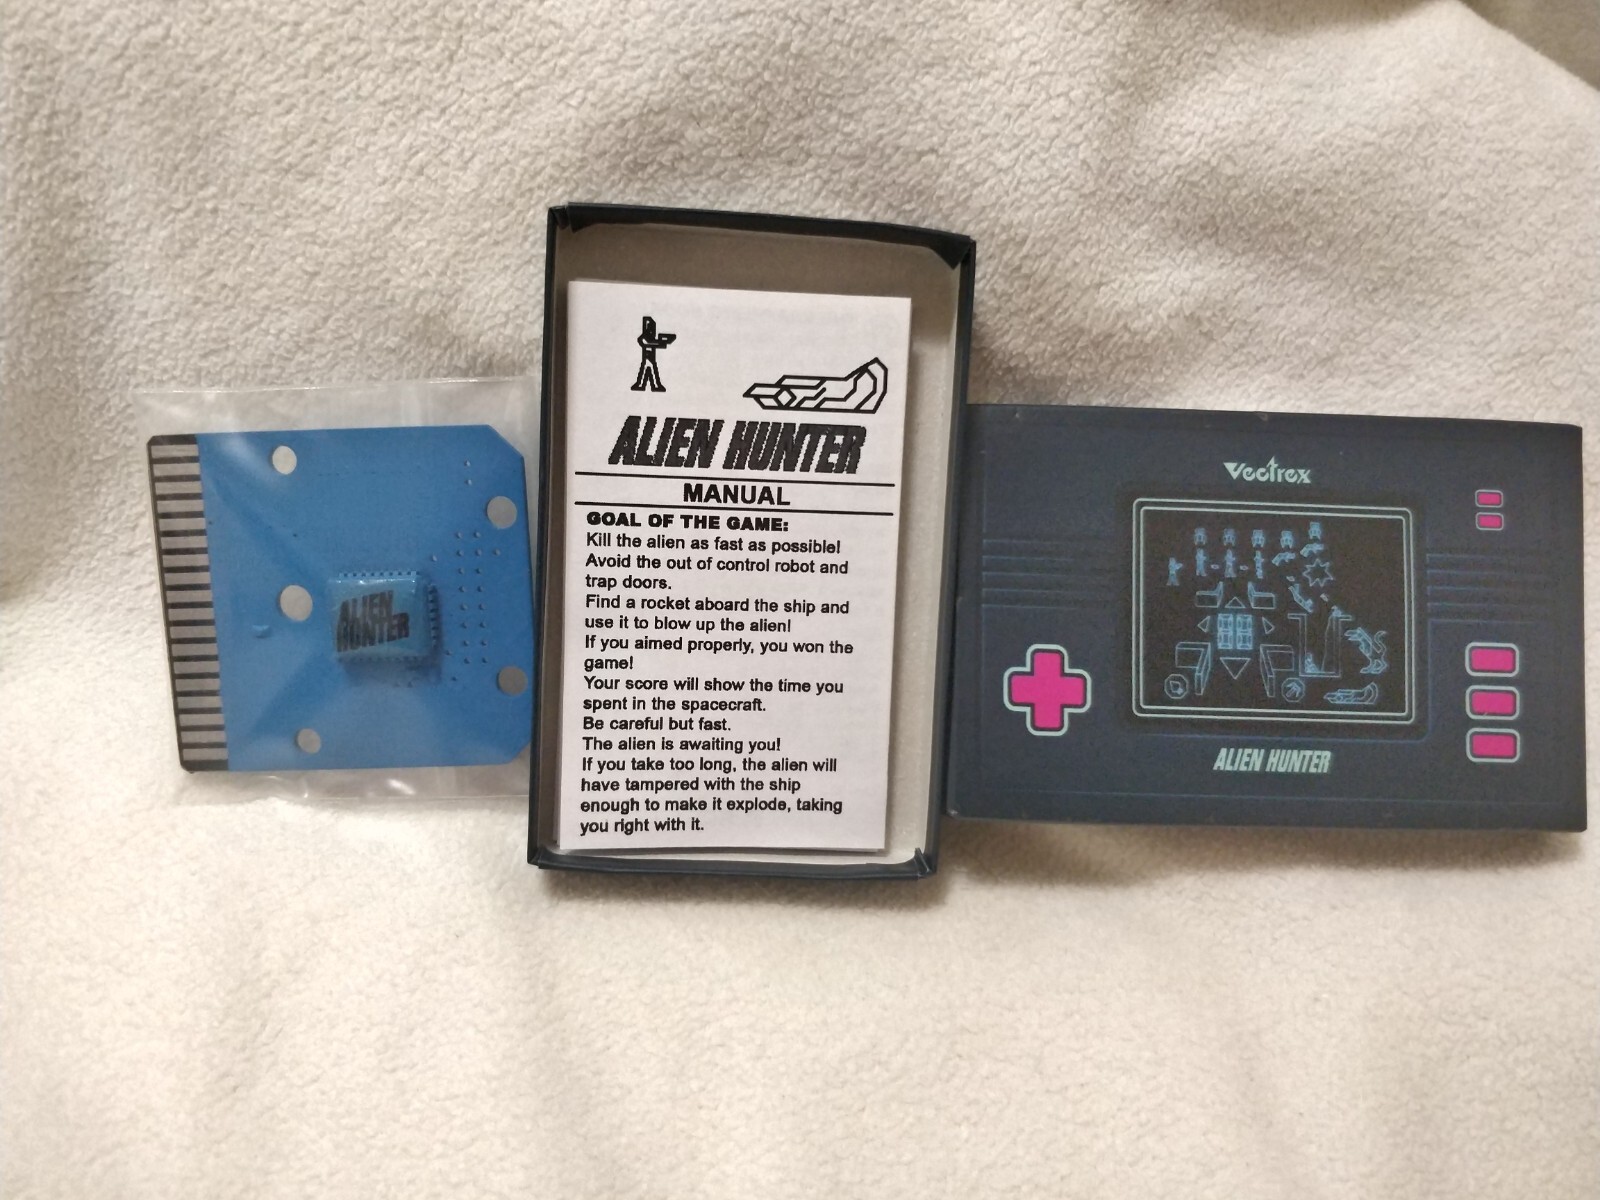 ALIEN
HUNTER
ALIEN HUNTER
MANUAL
GOAL OF THE GAME:
Kill the alien as fast as possible!
Avoid the out of control robot and
trap doors.
Find a rocket aboard the ship and
use it to blow up the alien!
If you aimed properly, you won the
game!
Your score will show the time you
spent in the spacecraft.
Be careful but fast.
The alien is awaiting you!
If you take too long, the alien will
have tampered with the ship
enough to make it explode, taking
you right with it.
Vectrex
ALIEN HUNTER